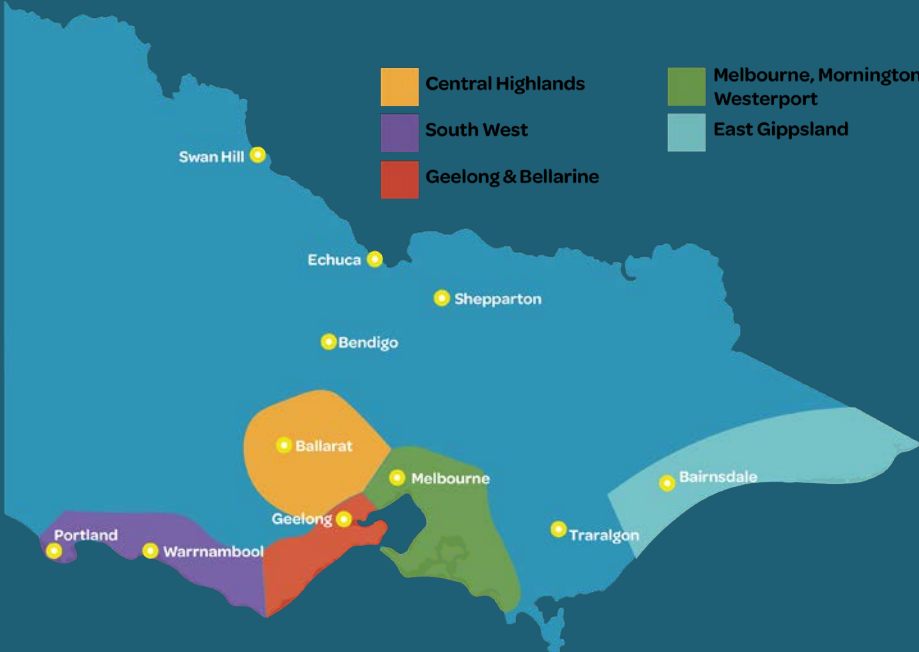 Central Highlands
South West
Geelong & Bellarine
Melbourne, Mornington
Westerport
East Gippsland
Swan Hill
Echuca
Shepparton
Bendigo
Ballarat
Melbourne
Bairnsdale
Geelong
Portland
Warrnambool
Traralgon